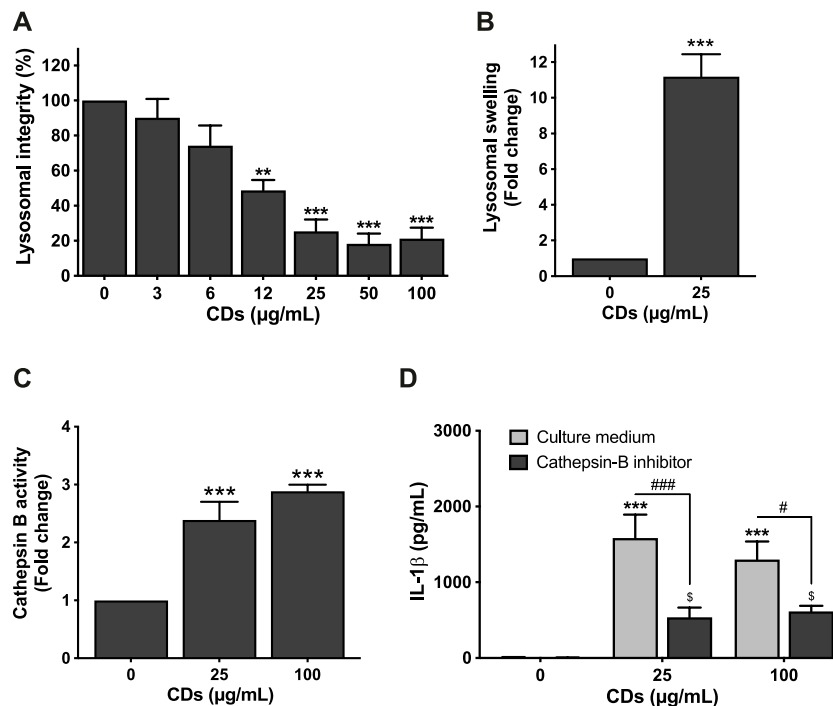 A
Lysosomal integrity (%)
120
100
80
60
40
20
0
** *** *** ***
0 3 6 12 25 50 100
CDs (µg/mL)
B
Lysosomal swelling
(Fold change)
12
10
8
6
4
2
0
***
0 25
CDs (µg/mL)
C
Cathepsin B activity
(Fold change)
4
3
2
1
0
*** ***
0 25 100
CDs (µg/mL)
D
Culture medium
Cathepsin-B inhibitor
IL-1β (pg/mL)
3000
2000
1000
0
### #
*** ***
$ $
0 25 100
CDs (µg/mL)